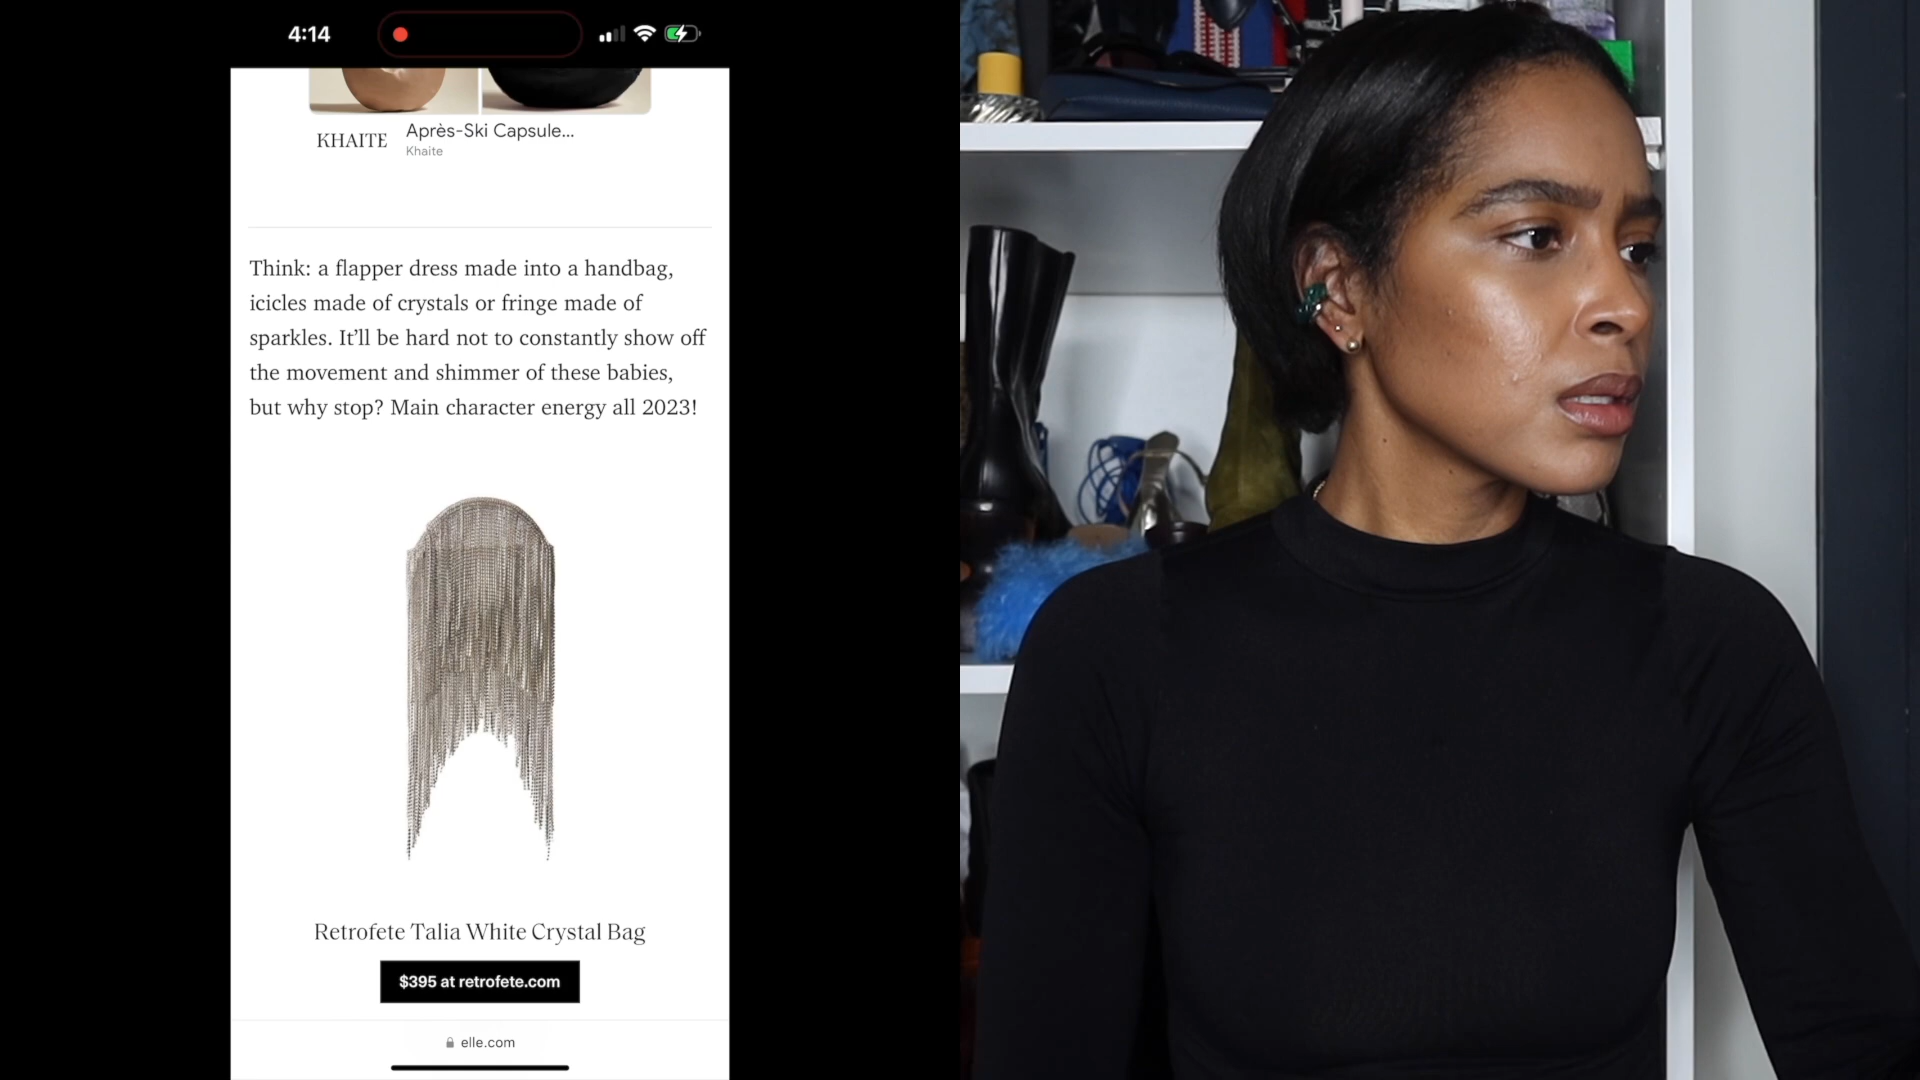 4:14
KHAITE
Après-Ski Capsule...
Khaite
Think: a flapper dress made into a handbag,
icicles made of crystals or fringe made of
sparkles. It’ll be hard not to constantly show off
the movement and shimmer of these babies,
but why stop? Main character energy all 2023!
Retrofete Talia White Crystal Bag
$395 at retrofete.com
elle.com